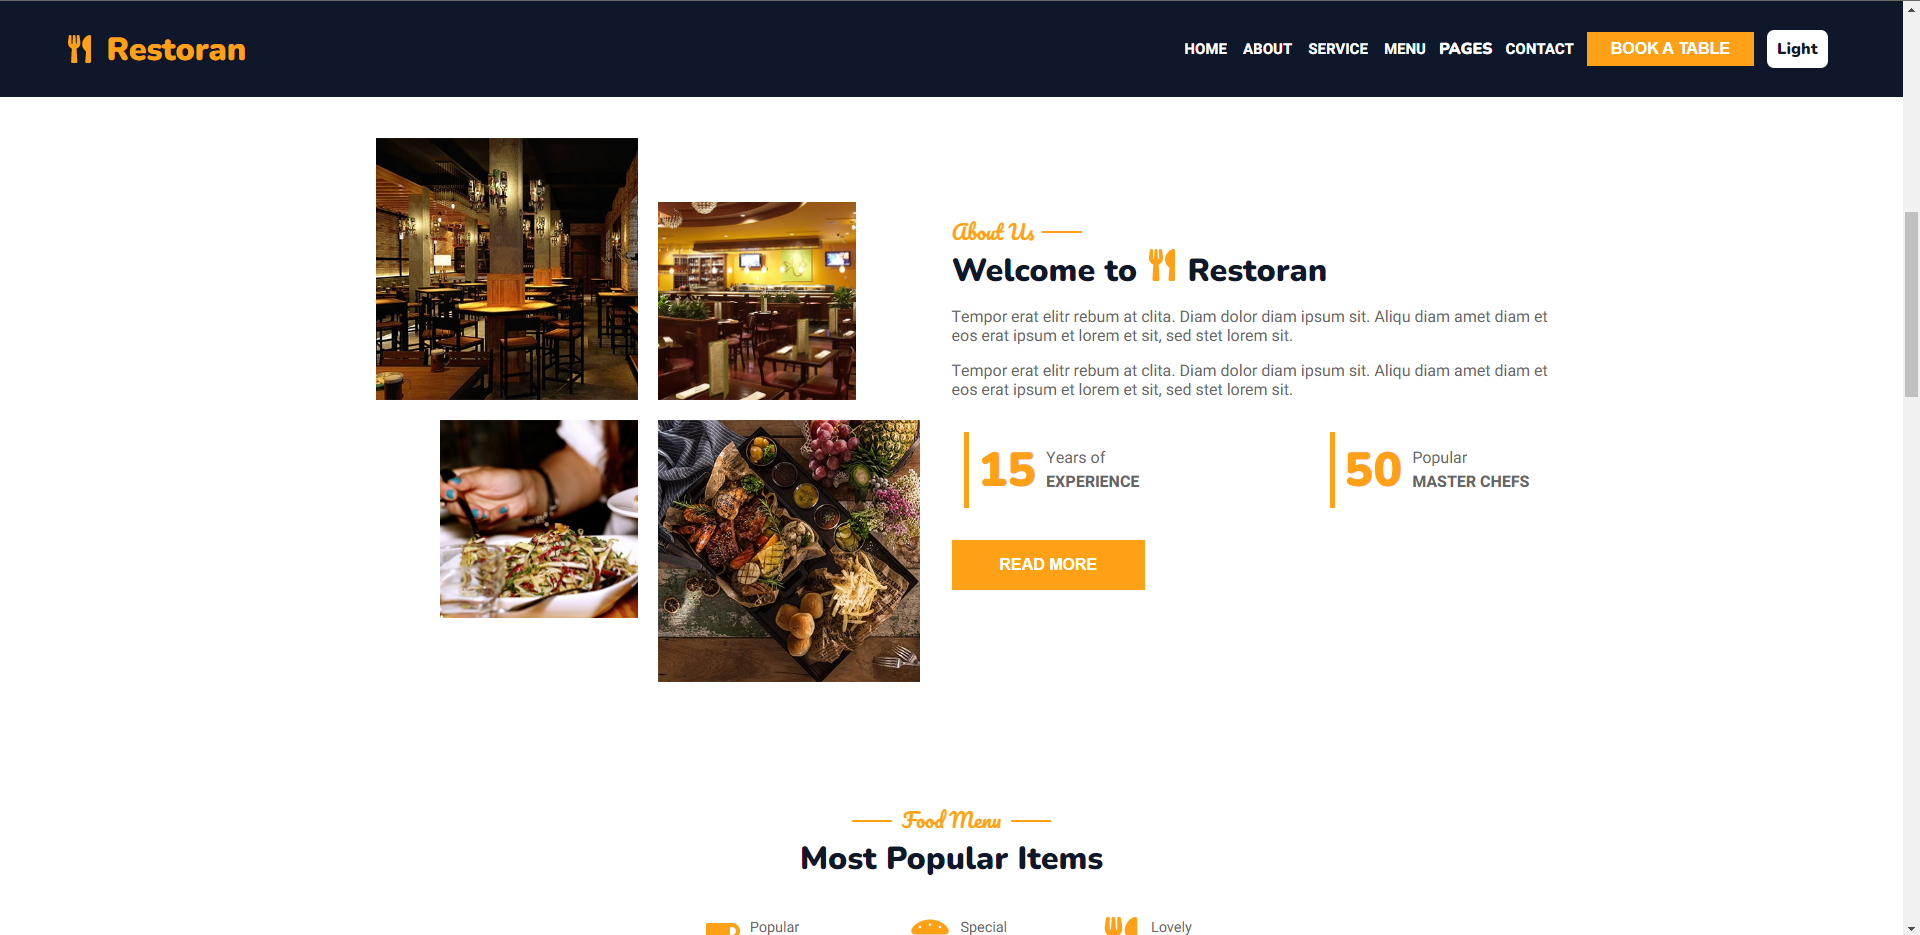 Restoran
HOME ABOUT SERVICE MENU PAGES CONTACT BOOK A TABLE Light
About Us
Welcome to Restoran
Tempor erat elitr rebum at clita. Diam dolor diam ipsum sit. Aliqu diam amet diam et
eos erat ipsum et lorem et sit, sed stet lorem sit.
Tempor erat elitr rebum at clita. Diam dolor diam ipsum sit. Aliqu diam amet diam et
eos erat ipsum et lorem et sit, sed stet lorem sit.
15 Years of
EXPERIENCE
50 Popular
MASTER CHEFS
READ MORE
Food Menu
Most Popular Items
Popular
Special
Lovely